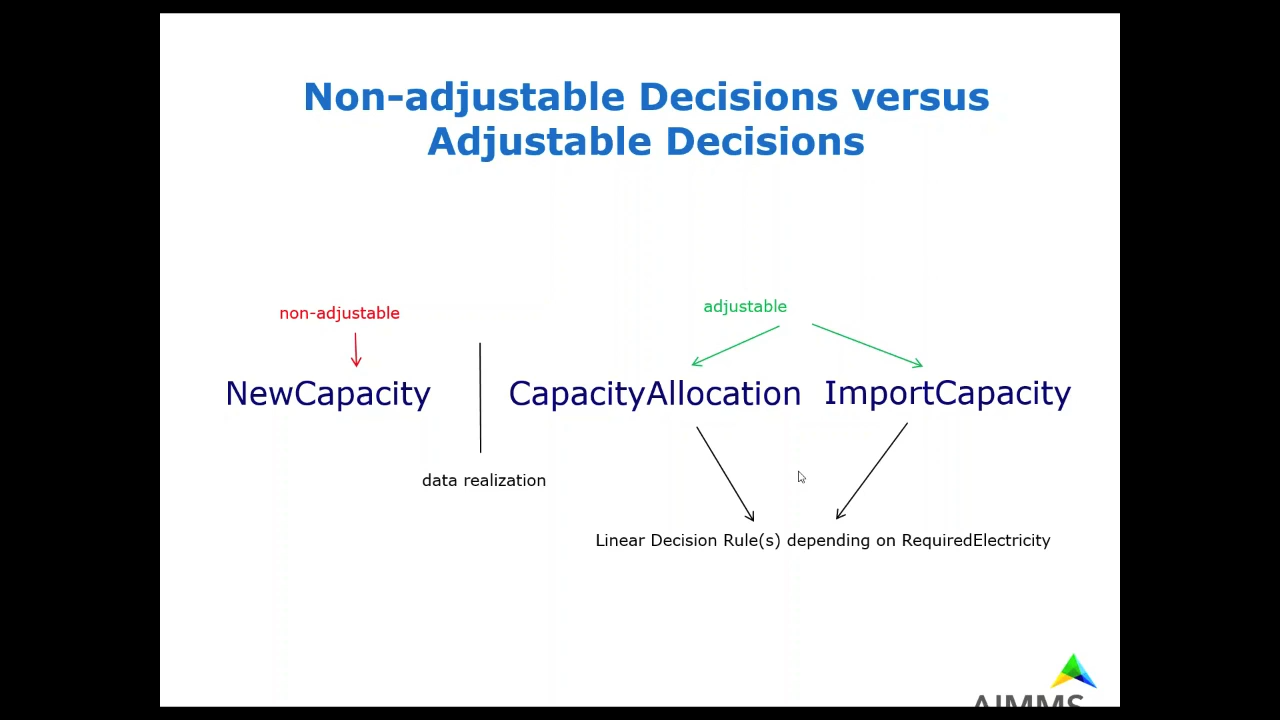 Non-adjustable Decisions versus
Adjustable Decisions
non-adjustable
adjustable
NewCapacity
CapacityAllocation
ImportCapacity
data realization
Linear Decision Rule(s) depending on RequiredElectricity
AIMMS